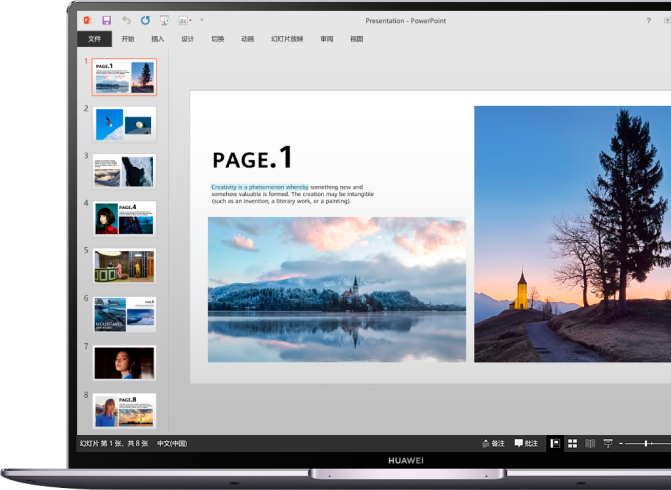 Presentation - PowerPoint
?
文件 开始 插入 设计 切换 动画 幻灯片放映 审阅 视图
1
PAGE.1
2
3
4
PAGE.4
5
6
7
8
PAGE.8
PAGE.1
Creativity is a phenomenon whereby something new and
somehow valuable is formed. The creation may be intangible
(such as an invention, a literary work, or a painting).
幻灯片 第 1 张，共 8 张 中文(中国)
备注 批注
HUAWEI